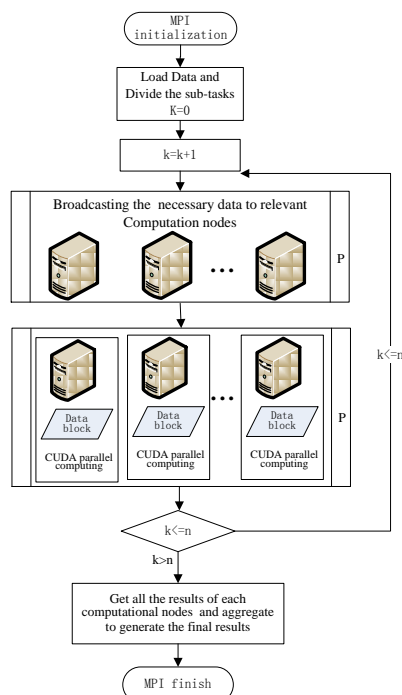 MPI
initialization
Load Data and
Divide the sub-tasks
K=0
k=k+1
Broadcasting the necessary data to relevant
Computation nodes
...
P
k<=n
...
Data
block
Data
block
Data
block
P
CUDA parallel
computing
CUDA parallel
computing
CUDA parallel
computing
k<=n
k>n
Get all the results of each
computational nodes and aggregate
to generate the final results
MPI finish